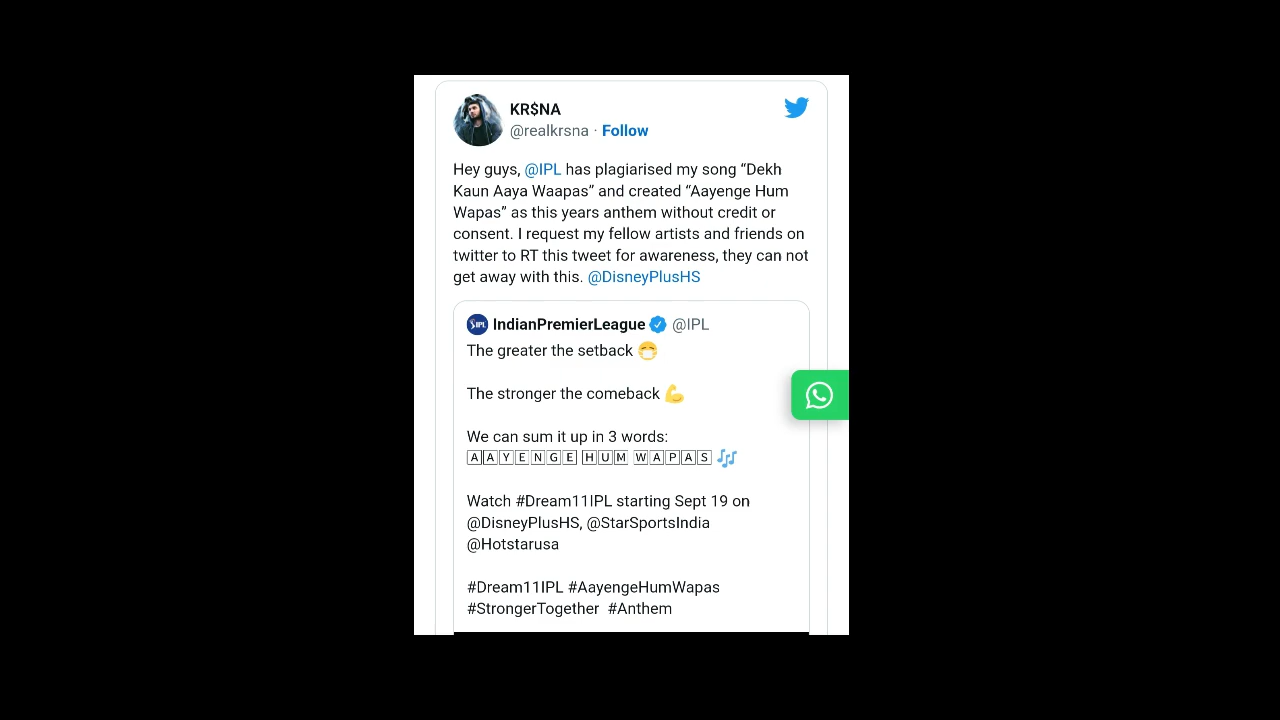 KR$NA
@realkrsna · Follow
Hey guys, @IPL has plagiarised my song “Dekh
Kaun Aaya Waapas” and created “Aayenge Hum
Wapas” as this years anthem without credit or
consent. I request my fellow artists and friends on
twitter to RT this tweet for awareness, they can not
get away with this. @DisneyPlusHS
IPL IndianPremierLeague @IPL
The greater the setback 😷
The stronger the comeback 💪
We can sum it up in 3 words:
🄰🄰🅈🄴🄽🄶🄴 🄷🅄🄼 🅆🄰🄿🄰🅂 🎶
Watch #Dream11IPL starting Sept 19 on
@DisneyPlusHS, @StarSportsIndia
@Hotstarusa
#Dream11IPL #AayengeHumWapas
#StrongerTogether #Anthem